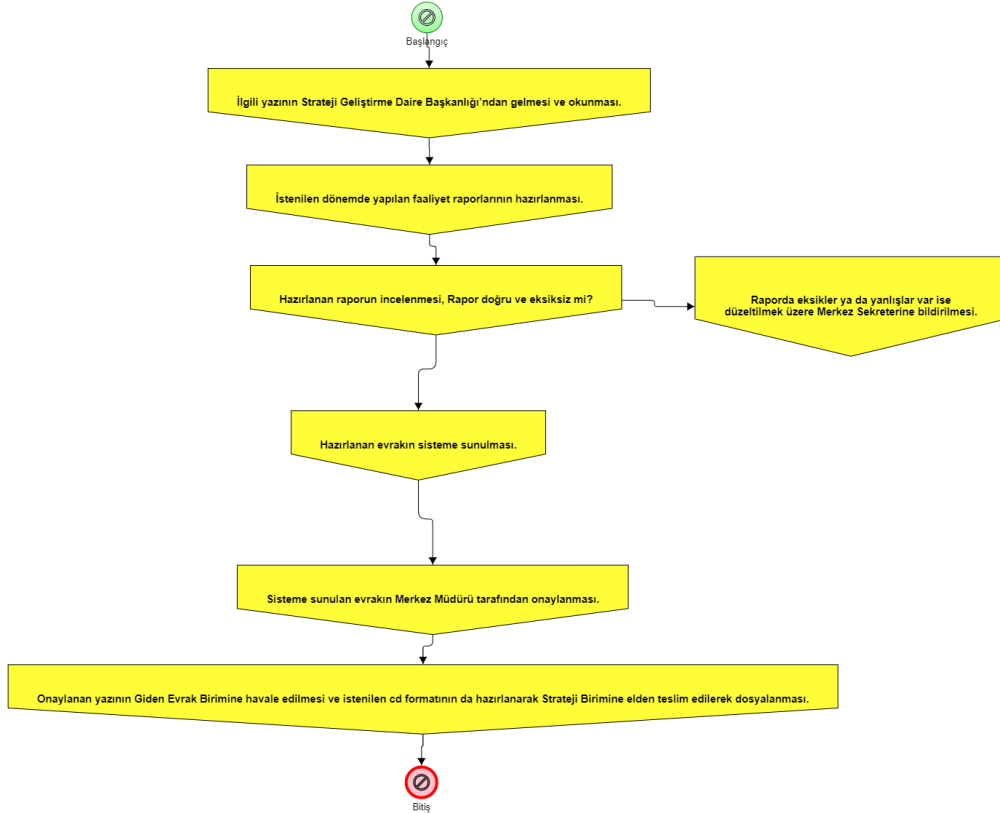 Başlangıç
İlgili yazının Strateji Geliştirme Daire Başkanlığı'ndan gelmesi ve okunması.
İstenilen dönemde yapılan faaliyet raporlarının hazırlanması.
Hazırlanan raporun incelenmesi, Rapor doğru ve eksiksiz mi?
Raporda eksikler ya da yanlışlar var ise
düzeltilmek üzere Merkez Sekreterine bildirilmesi.
Hazırlanan evrakın sisteme sunulması.
Sisteme sunulan evrakın Merkez Müdürü tarafından onaylanması.
Onaylanan yazının Giden Evrak Birimine havale edilmesi ve istenilen cd formatının da hazırlanarak Strateji Birimine elden teslim edilerek dosyalanması.
Bitiş